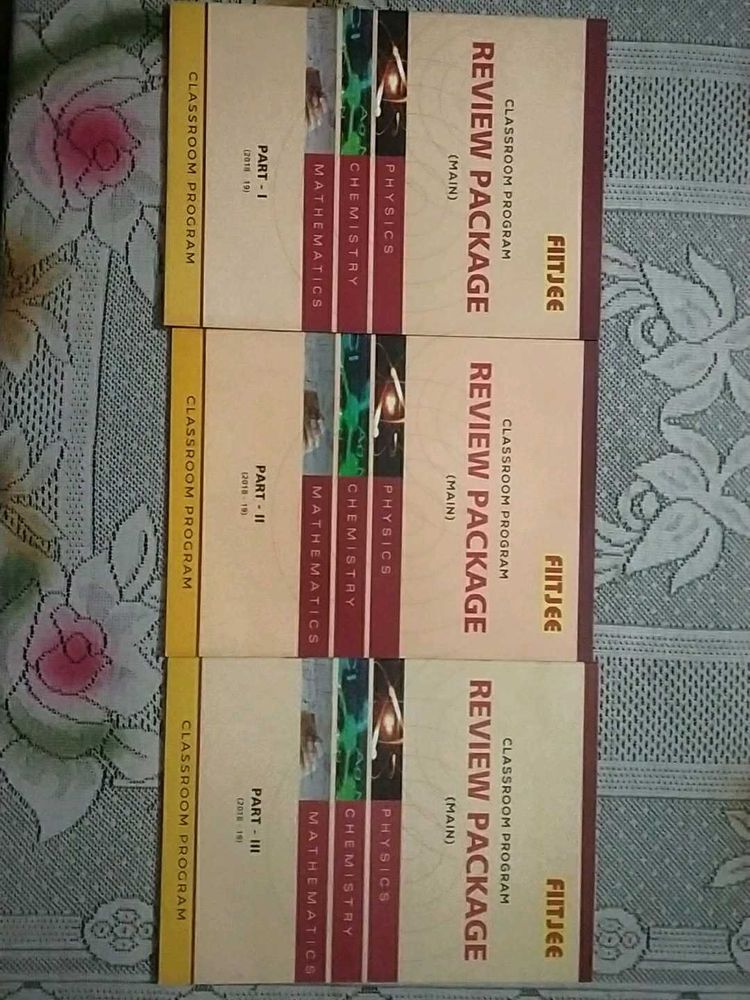 FIITJEE
CLASSROOM PROGRAM
REVIEW PACKAGE
(MAIN)
PHYSICS
CHEMISTRY
MATHEMATICS
PART - I
(2018 - 19)
CLASSROOM PROGRAM
FIITJEE
CLASSROOM PROGRAM
REVIEW PACKAGE
(MAIN)
PHYSICS
CHEMISTRY
MATHEMATICS
PART - II
(2018 - 19)
CLASSROOM PROGRAM
FIITJEE
CLASSROOM PROGRAM
REVIEW PACKAGE
(MAIN)
PHYSICS
CHEMISTRY
MATHEMATICS
PART - III
(2018 - 19)
CLASSROOM PROGRAM